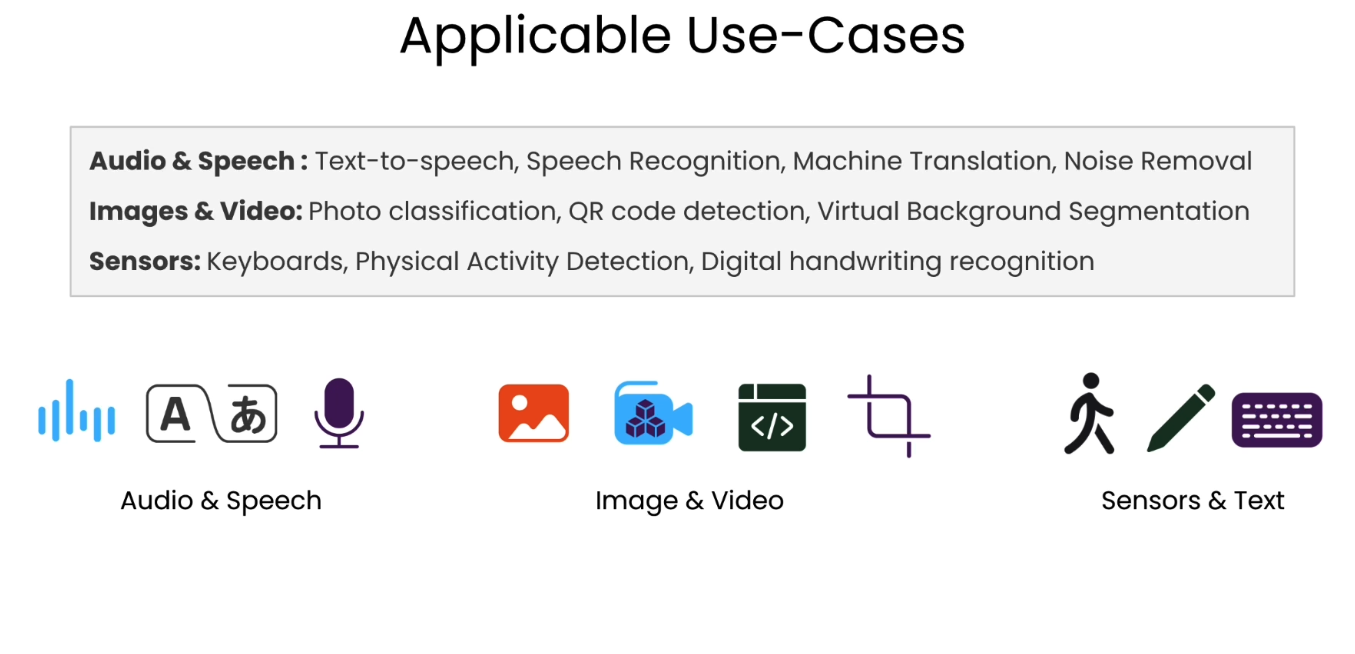 Applicable Use-Cases
Audio & Speech : Text-to-speech, Speech Recognition, Machine Translation, Noise Removal
Images & Video: Photo classification, QR code detection, Virtual Background Segmentation
Sensors: Keyboards, Physical Activity Detection, Digital handwriting recognition
A あ
</>
Audio & Speech
Image & Video
Sensors & Text